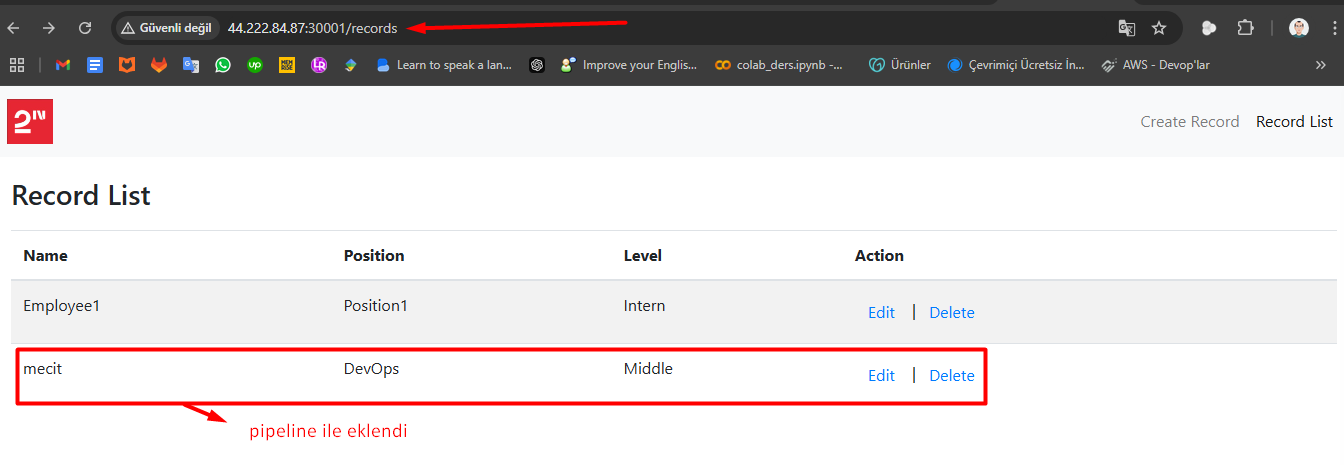 Güvenli değil 44.222.84.87:30001/records
Learn to speak a lan... Improve your Englis... colab_ders.ipynb -... Ürünler Çevrimiçi Ücretsiz İn... AWS - Devop'lar »
Create Record Record List
Record List
Name Position Level Action
Employee1 Position1 Intern Edit | Delete
mecit DevOps Middle Edit | Delete
pipeline ile eklendi